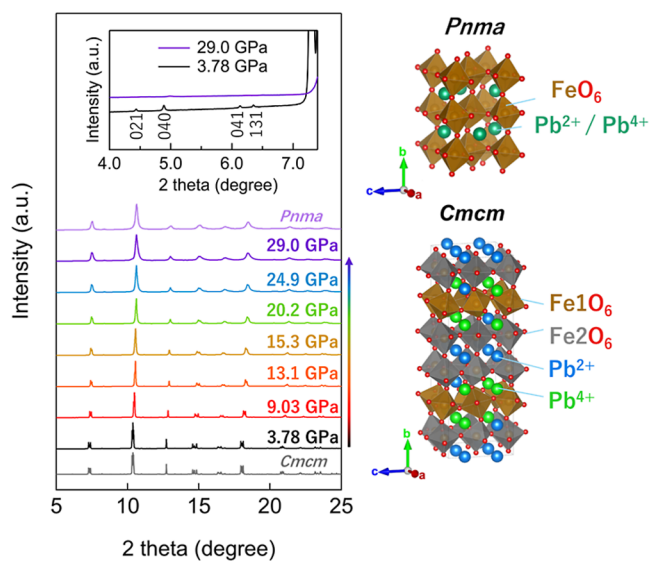 Intensity (a.u.)
Intensity (a.u.)
29.0 GPa
3.78 GPa
021
040
041
131
4.0 5.0 6.0 7.0
2 theta (degree)
Pnma
29.0 GPa
24.9 GPa
20.2 GPa
15.3 GPa
13.1 GPa
9.03 GPa
3.78 GPa
Cmcm
5 10 15 20 25
2 theta (degree)
Pnma
FeO₆
Pb²⁺ / Pb⁴⁺
b
c
a
Cmcm
Fe1O₆
Fe2O₆
Pb²⁺
Pb⁴⁺
b
c
a